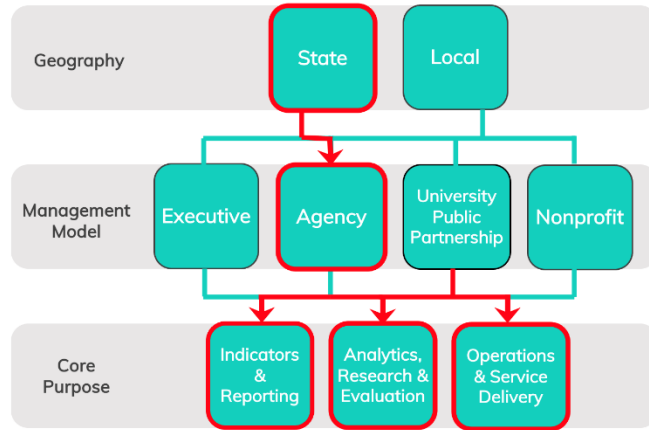 Geography
State
Local
Management
Model
Executive
Agency
University
Public
Partnership
Nonprofit
Core
Purpose
Indicators
&
Reporting
Analytics,
Research &
Evaluation
Operations
& Service
Delivery